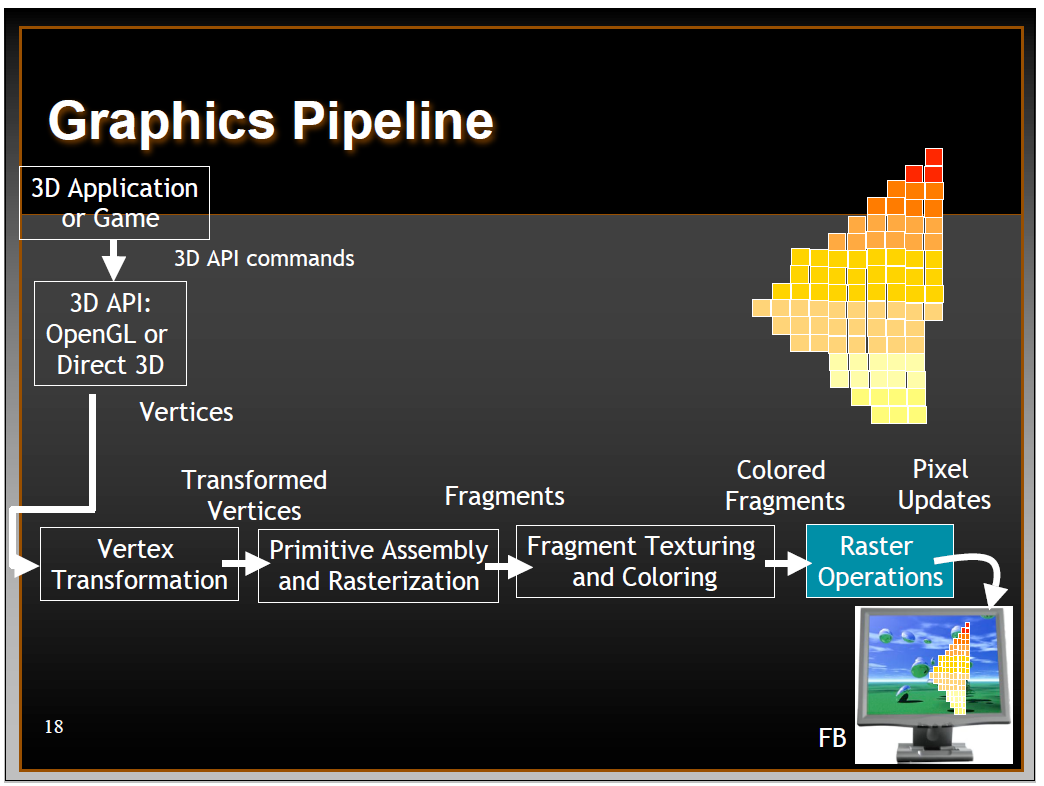 Graphics Pipeline
3D Application
or Game
3D API commands
3D API:
OpenGL or
Direct 3D
Vertices
Transformed
Vertices
Fragments
Colored
Fragments
Pixel
Updates
Vertex
Transformation
Primitive Assembly
and Rasterization
Fragment Texturing
and Coloring
Raster
Operations
18
FB